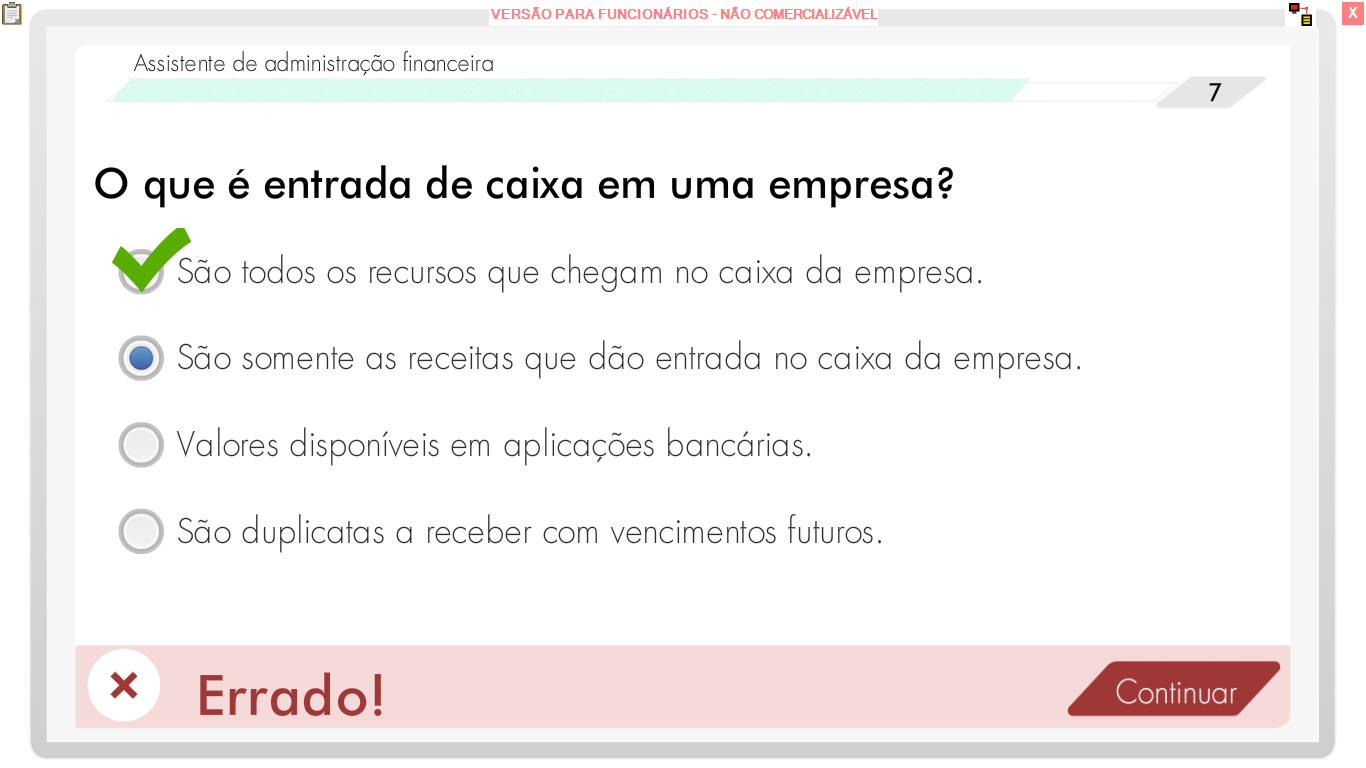 VERSÃO PARA FUNCIONÁRIOS - NÃO COMERCIALIZÁVEL
X
Assistente de administração financeira
7
O que é entrada de caixa em uma empresa?
São todos os recursos que chegam no caixa da empresa.
São somente as receitas que dão entrada no caixa da empresa.
Valores disponíveis em aplicações bancárias.
São duplicatas a receber com vencimentos futuros.
Errado!
Continuar